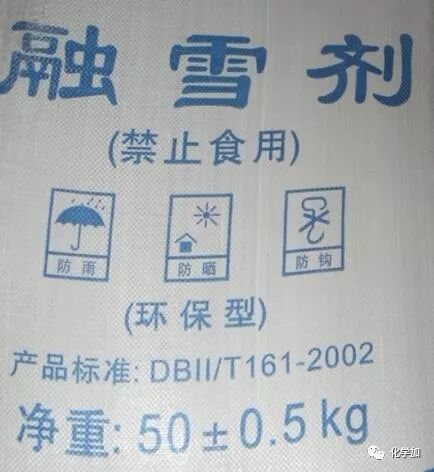 融雪剂
(禁止食用)
防雨 防晒 防钩
(环保型)
产品标准: DBII/T161-2002
净重: 50±0.5kg
化学加